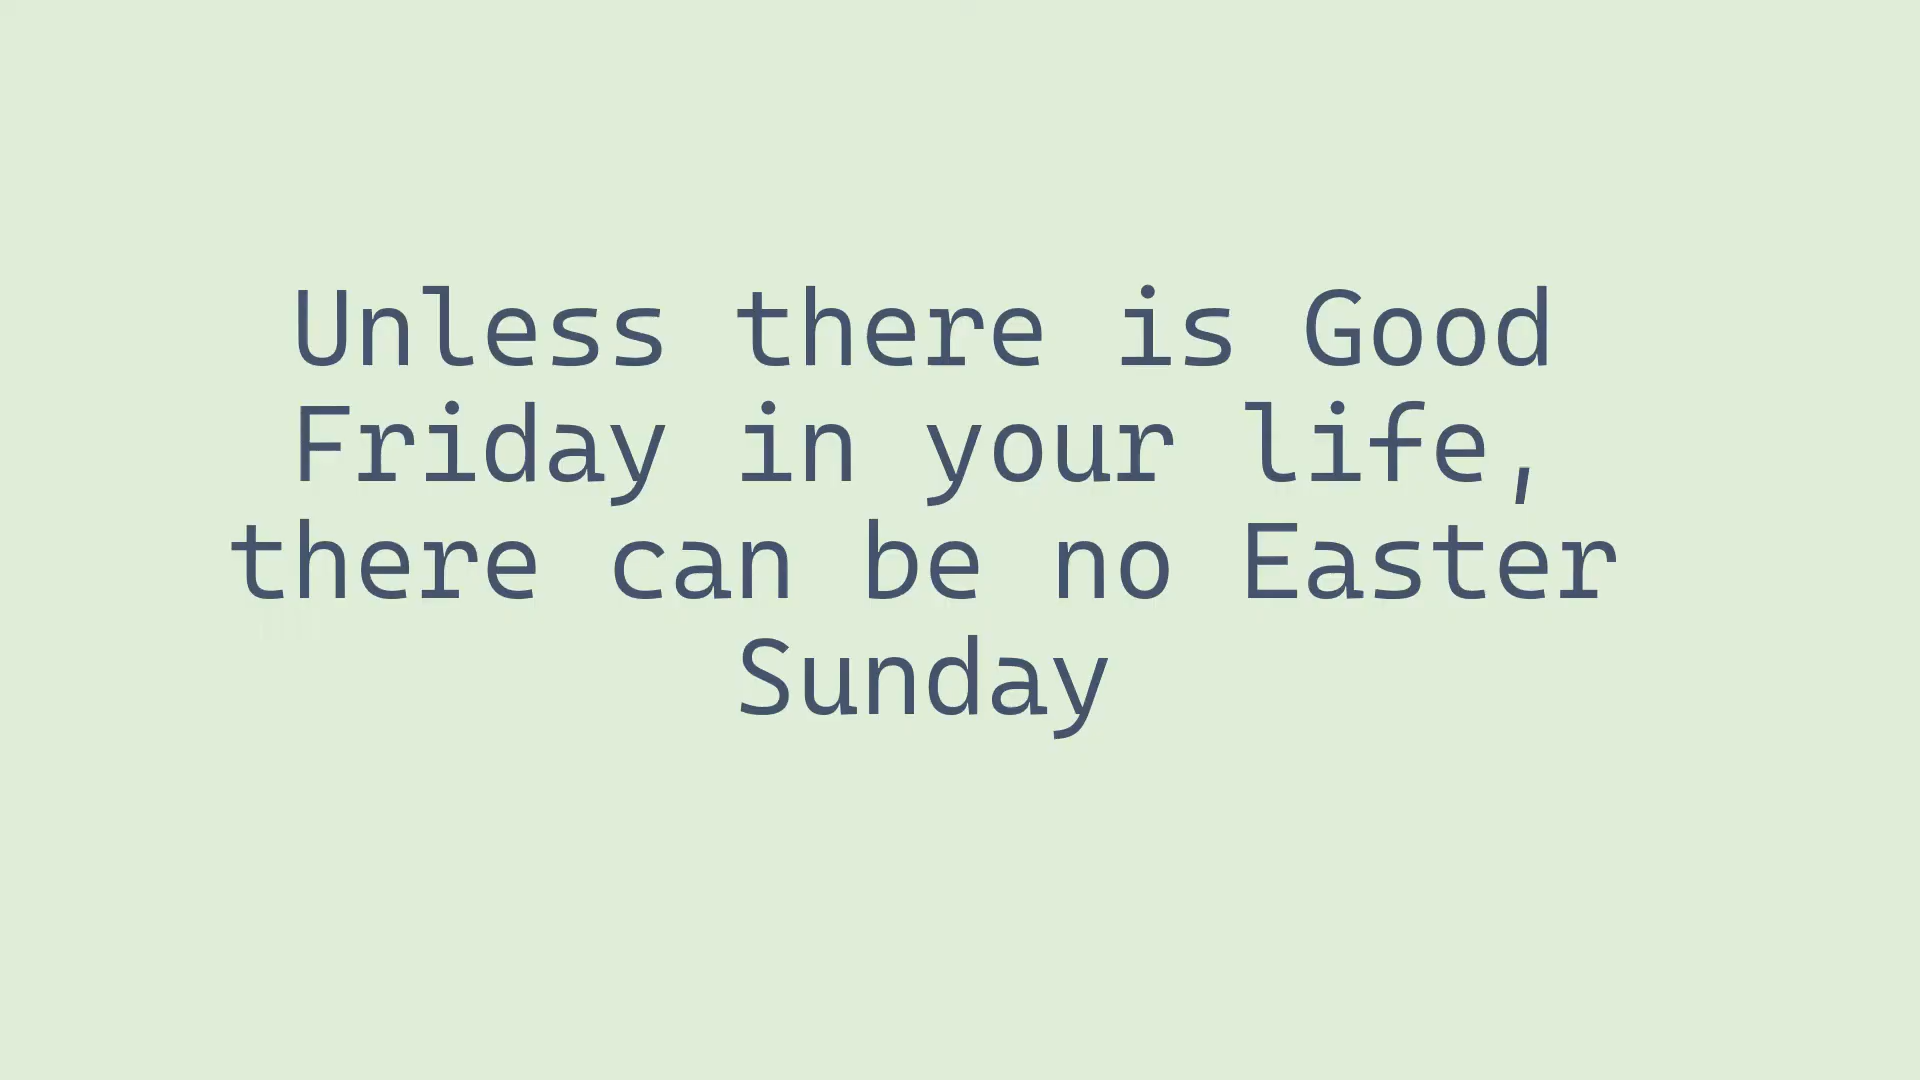 Unless there is Good
Friday in your life,
there can be no Easter
Sunday